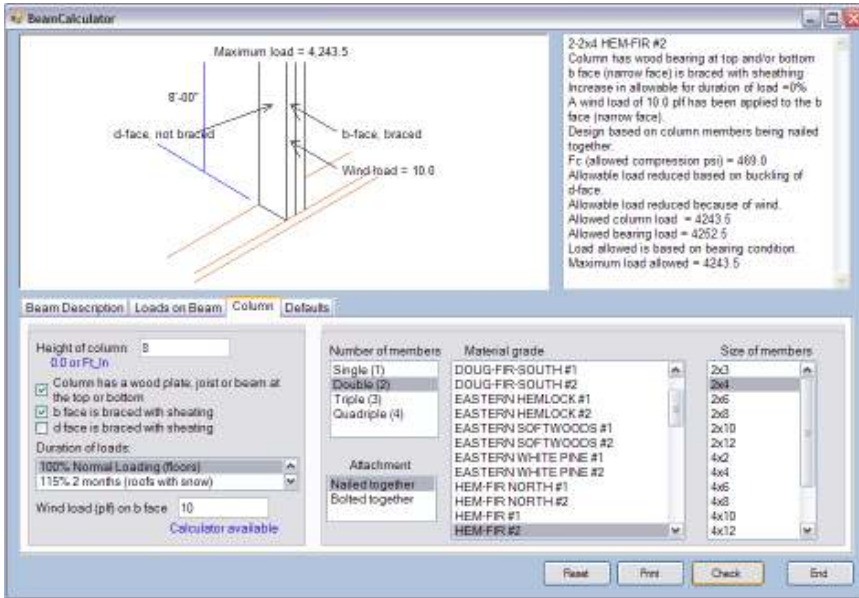 BeamCalculator
Maximum load = 4,243.5
8'-00"
d-face, not braced
b-face, braced
Wind load = 10.0
2-2x4 HEM-FIR #2
Column has wood bearing at top and/or bottom
b face (narrow face) is braced with sheathing
Increase in allowable for duration of load =0%
A wind load of 10.0 plf has been applied to the b
face (narrow face).
Design based on column members being nailed
together.
Fc (allowed compression psi) = 469.0
Allowable load reduced based on buckling of
d-face.
Allowable load reduced because of wind.
Allowed column load = 4243.5
Allowed bearing load = 4252.5
Load allowed is based on bearing condition.
Maximum load allowed = 4243.5
Beam Description
Loads on Beam
Column
Defaults
Height of column: 8
0.0 or Ft_In
Column has a wood plate, joist or beam at
the top or bottom
b face is braced with sheating
d face is braced with sheating
Duration of loads:
100% Normal Loading (floors)
115% 2 months (roofs with snow)
Wind load (plf) on b face 10
Calculator available
Number of members
Single (1)
Double (2)
Triple (3)
Quadriple (4)
Attachment
Nailed together
Bolted together
Material grade
DOUG-FIR-SOUTH #1
DOUG-FIR-SOUTH #2
EASTERN HEMLOCK #1
EASTERN HEMLOCK #2
EASTERN SOFTWOODS #1
EASTERN SOFTWOODS #2
EASTERN WHITE PINE #1
EASTERN WHITE PINE #2
HEM-FIR NORTH #1
HEM-FIR NORTH #2
HEM-FIR #1
HEM-FIR #2
Size of members
2x3
2x4
2x6
2x8
2x10
2x12
4x2
4x4
4x6
4x8
4x10
4x12
Reset
Print
Check
End